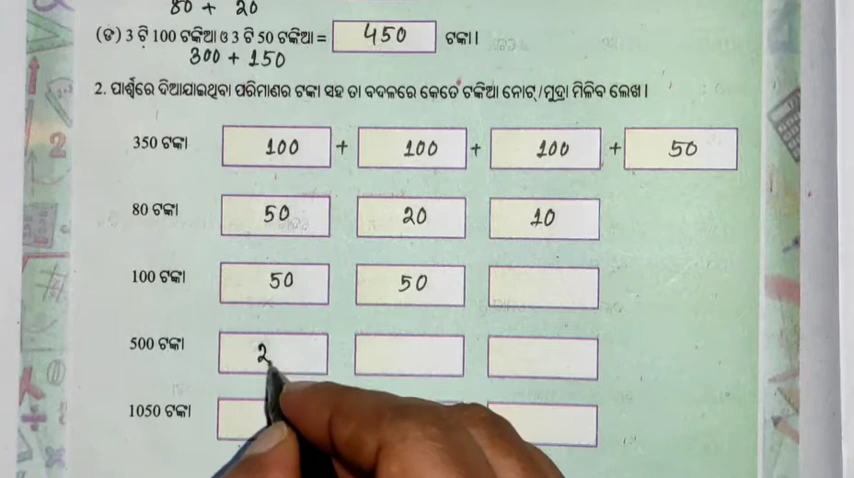 80 + 20
(ଡ) 3 ଟି 100 ଟଙ୍କିଆ ଓ 3 ଟି 50 ଟଙ୍କିଆ = 450 ଟଙ୍କା ।
300 + 150
2. ପାର୍ଶ୍ଵରେ ଦିଆଯାଇଥିବା ପରିମାଣର ଟଙ୍କା ସହ ତା ବଦଳରେ କେତେ ଟଙ୍କିଆ ନୋଟ୍/ମୁଦ୍ରା ମିଳିବ ଲେଖ ।
350 ଟଙ୍କା 100 + 100 + 100 + 50
80 ଟଙ୍କା 50 20 10
100 ଟଙ୍କା 50 50
500 ଟଙ୍କା 2
1050 ଟଙ୍କା